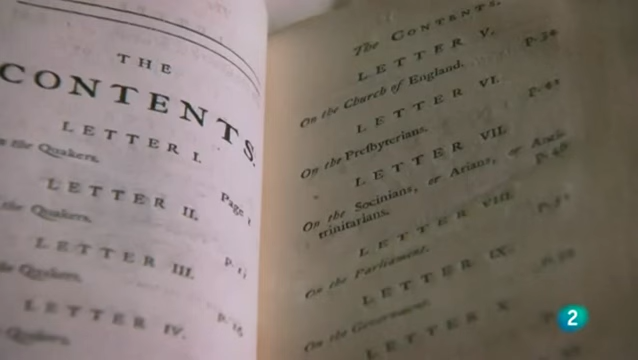 THE
CONTENTS.
LETTER I.
the Quakers.
Page
LETTER II.
the Quakers.
LETTER III.
the Quakers.
LETTER IV.
Quakers.
The CONTENTS.
LETTER V.
On the Church of England. p. 34
LETTER VI.
On the Preſbyterians.
LETTER VII.
On the Socinians, or Arians, or
trinitarians.
LETTER VIII.
On the Parliament.
LETTER IX.
On the Government.
LETTER X.
2